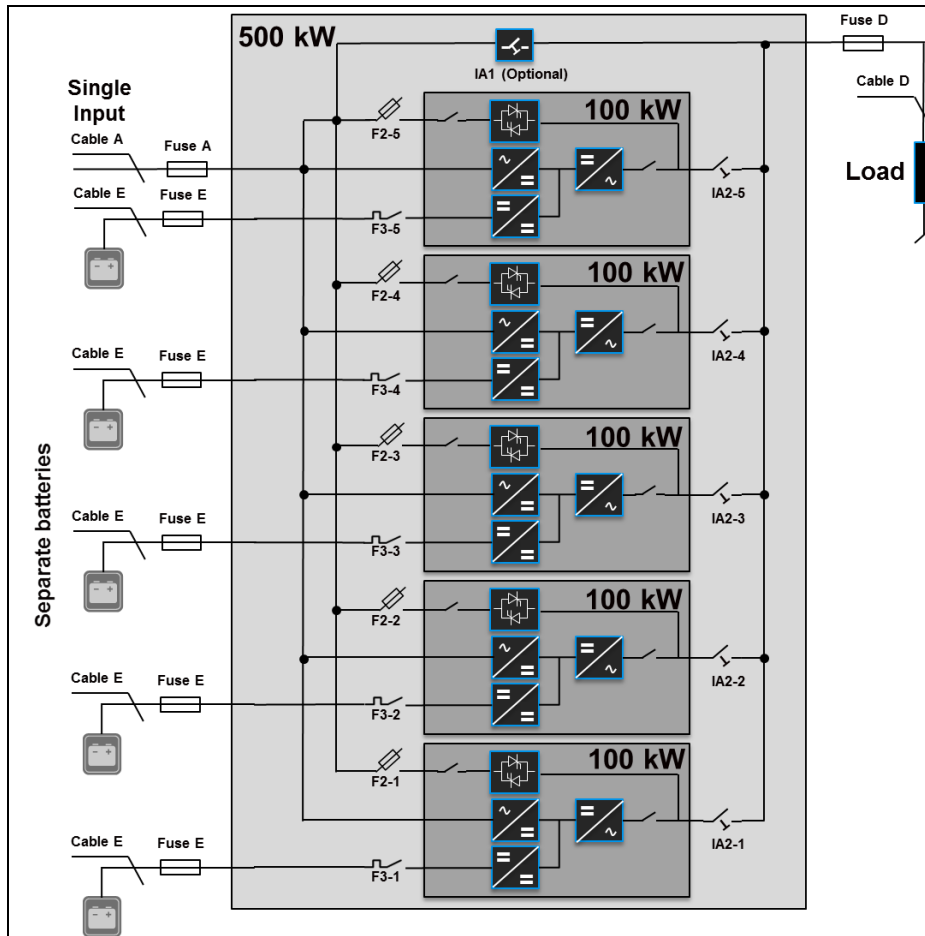 500 kW
Fuse D
IA1 (Optional)
Cable D
Single
Input
Cable A
Fuse A
F2-5
100 kW
Load
Cable E
Fuse E
IA2-5
F3-5
F2-4
100 kW
IA2-4
Cable E
Fuse E
F3-4
F2-3
100 kW
IA2-3
Cable E
Fuse E
F3-3
Separate batteries
F2-2
100 kW
IA2-2
Cable E
Fuse E
F3-2
F2-1
100 kW
IA2-1
Cable E
Fuse E
F3-1